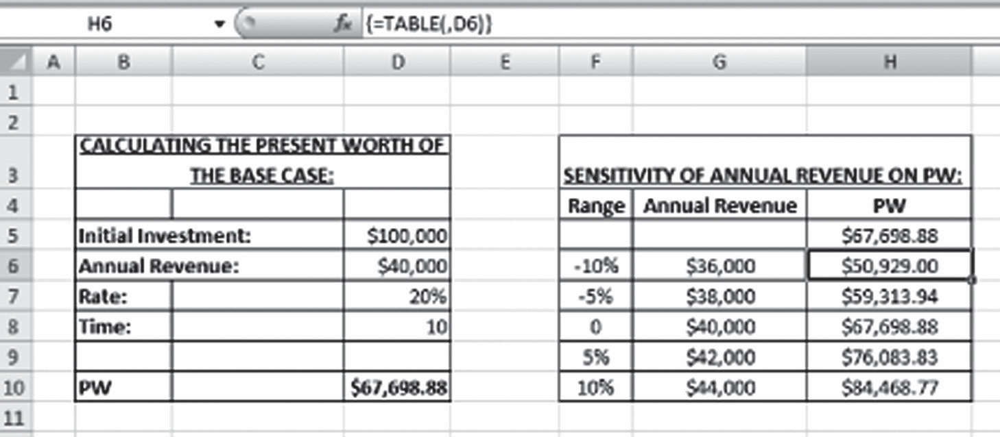 H6 fx {=TABLE(,D6)}
A B C D E F G H
1
2
CALCULATING THE PRESENT WORTH OF
3 THE BASE CASE: SENSITIVITY OF ANNUAL REVENUE ON PW:
4 Range Annual Revenue PW
5 Initial Investment: $100,000 $67,698.88
6 Annual Revenue: $40,000 -10% $36,000 $50,929.00
7 Rate: 20% -5% $38,000 $59,313.94
8 Time: 10 0 $40,000 $67,698.88
9 5% $42,000 $76,083.83
10 PW $67,698.88 10% $44,000 $84,468.77
11